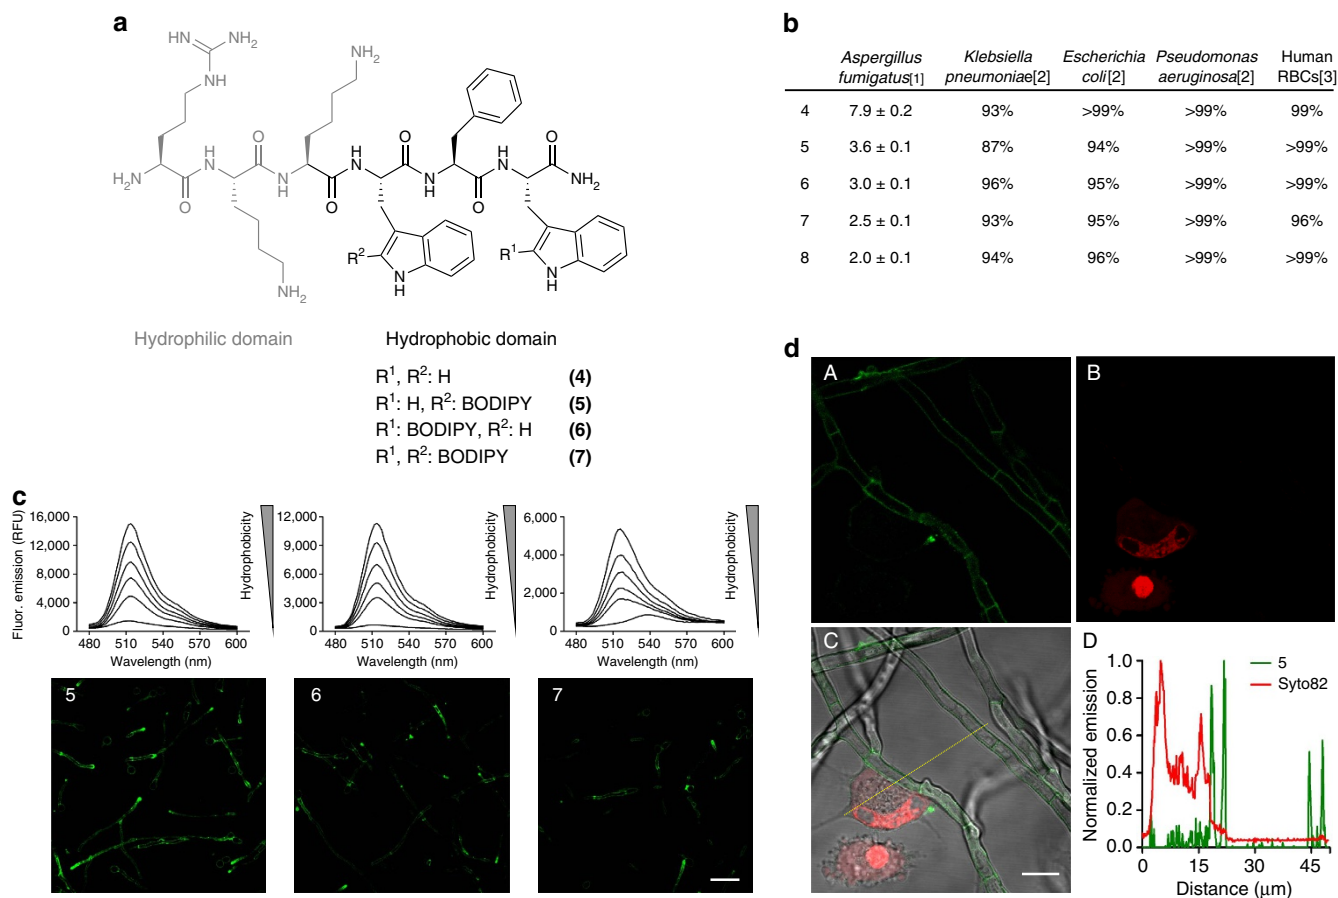 a
HN
NH2
NH
NH2
H2N
O
H
N
O
N
H
O
H
N
O
N
H
O
H
N
O
NH2
R2
N
H
R1
N
H
NH2
Hydrophilic domain
Hydrophobic domain
R1, R2: H (4)
R1: H, R2: BODIPY (5)
R1: BODIPY, R2: H (6)
R1, R2: BODIPY (7)
b
Aspergillus fumigatus[1] Klebsiella pneumoniae[2] Escherichia coli[2] Pseudomonas aeruginosa[2] Human RBCs[3]
4 7.9 ± 0.2 93% >99% >99% 99%
5 3.6 ± 0.1 87% 94% >99% >99%
6 3.0 ± 0.1 96% 95% >99% >99%
7 2.5 ± 0.1 93% 95% >99% 96%
8 2.0 ± 0.1 94% 96% >99% >99%
c
Fluor. emission (RFU)
16,000
12,000
8,000
4,000
0
480 510 540 570 600
Wavelength (nm)
Hydrophobicity
12,000
9,000
6,000
3,000
0
480 510 540 570 600
Wavelength (nm)
Hydrophobicity
6,000
4,000
2,000
0
480 510 540 570 600
Wavelength (nm)
Hydrophobicity
5
6
7
d
A
B
C
D
Normalized emission
1.0
0.8
0.6
0.4
0.2
0.0
0 15 30 45
Distance (μm)
5
Syto82